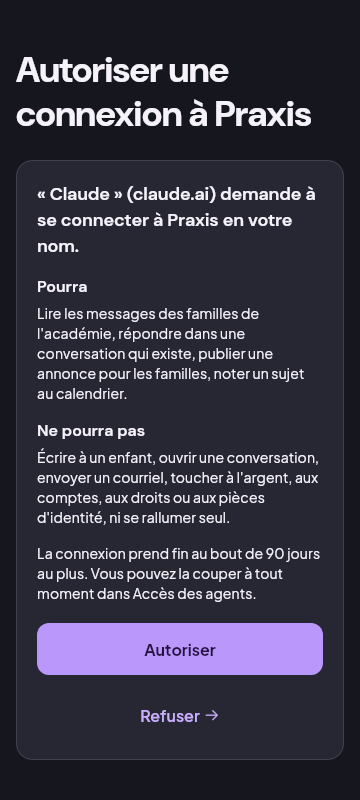 Autoriser une
connexion à Praxis
« Claude » (claude.ai) demande à
se connecter à Praxis en votre
nom.
Pourra
Lire les messages des familles de
l'académie, répondre dans une
conversation qui existe, publier une
annonce pour les familles, noter un sujet
au calendrier.
Ne pourra pas
Écrire à un enfant, ouvrir une conversation,
envoyer un courriel, toucher à l'argent, aux
comptes, aux droits ou aux pièces
d'identité, ni se rallumer seul.
La connexion prend fin au bout de 90 jours
au plus. Vous pouvez la couper à tout
moment dans Accès des agents.
Autoriser
Refuser →